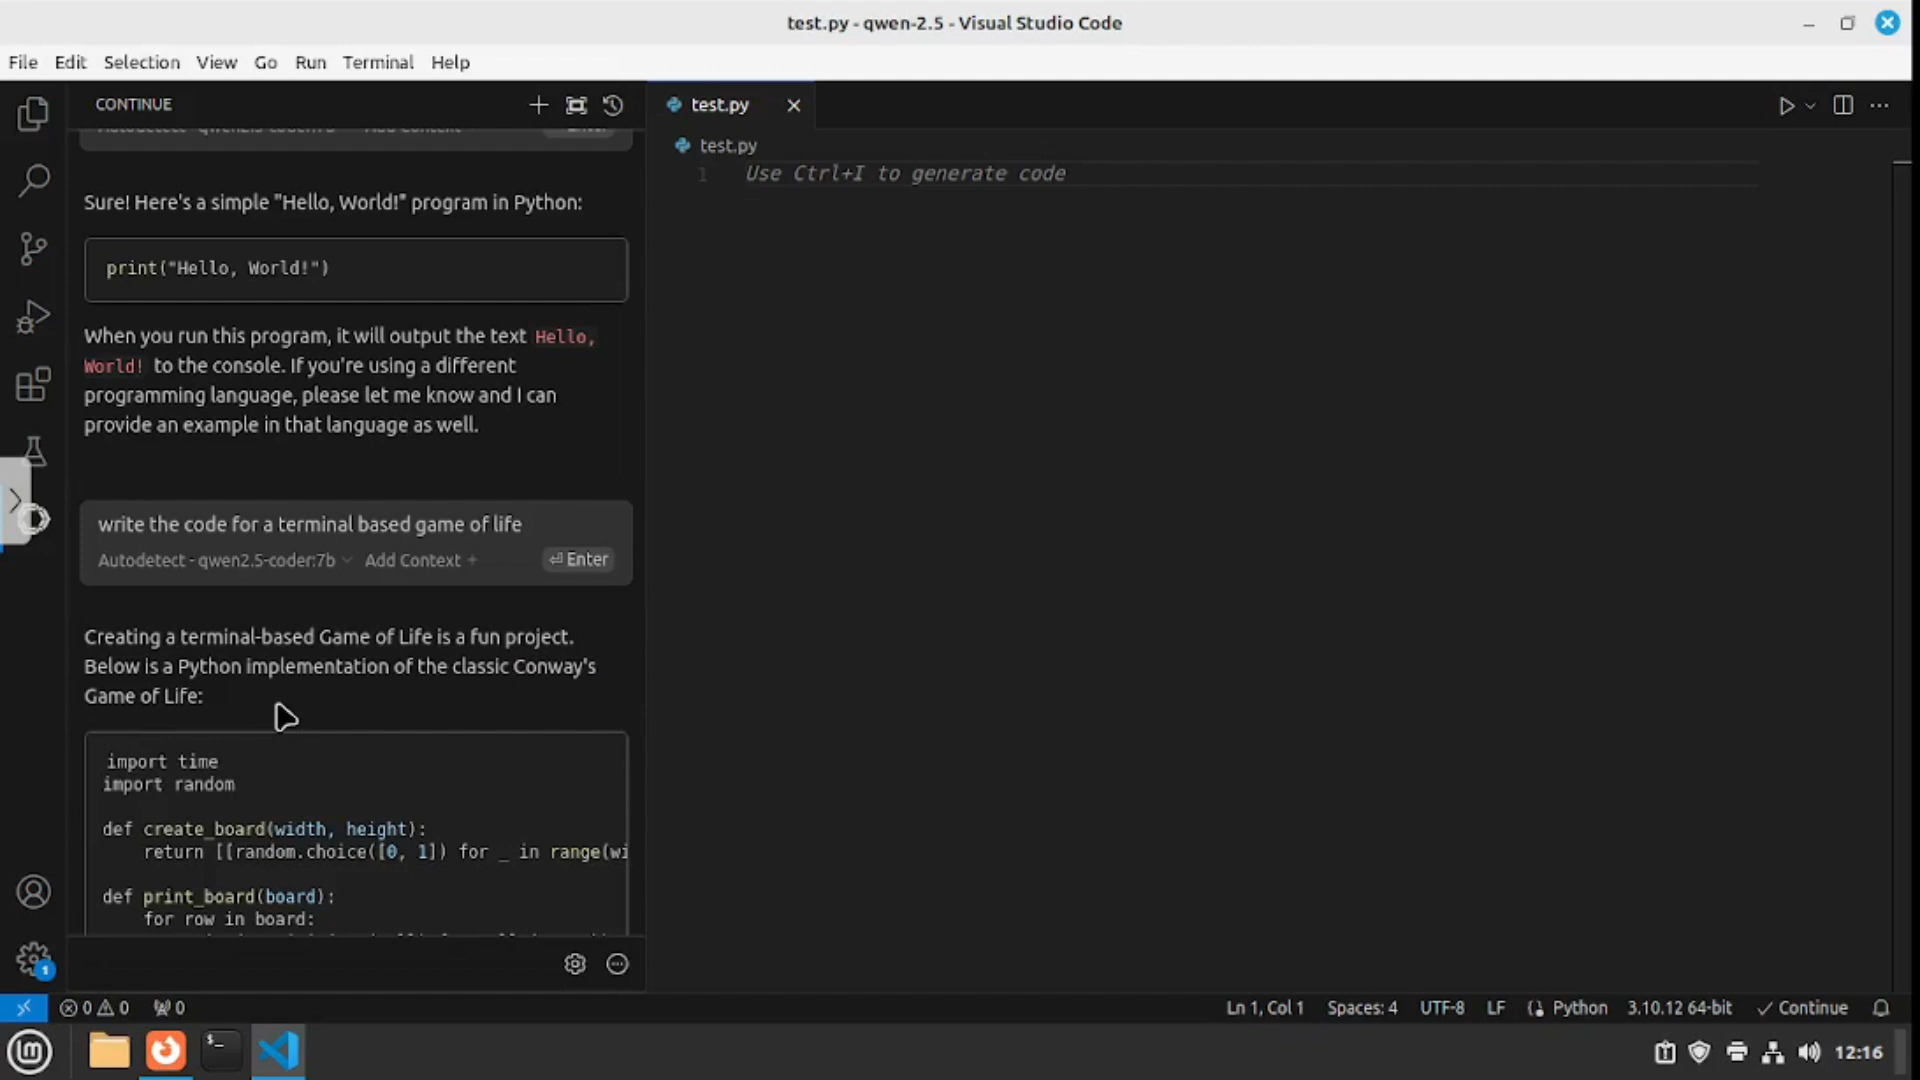 test.py - qwen-2.5 - Visual Studio Code
File Edit Selection View Go Run Terminal Help
CONTINUE
test.py
test.py
1 Use Ctrl+I to generate code
Sure! Here's a simple "Hello, World!" program in Python:
print("Hello, World!")
When you run this program, it will output the text Hello,
World! to the console. If you're using a different
programming language, please let me know and I can
provide an example in that language as well.
write the code for a terminal based game of life
Autodetect - qwen2.5-coder:7b Add Context + ⏎ Enter
Creating a terminal-based Game of Life is a fun project.
Below is a Python implementation of the classic Conway's
Game of Life:
import time
import random
def create_board(width, height):
return [[random.choice([0, 1]) for _ in range(wi
def print_board(board):
for row in board:
1
0 0 0 Ln 1, Col 1 Spaces: 4 UTF-8 LF Python 3.10.12 64-bit Continue
12:16